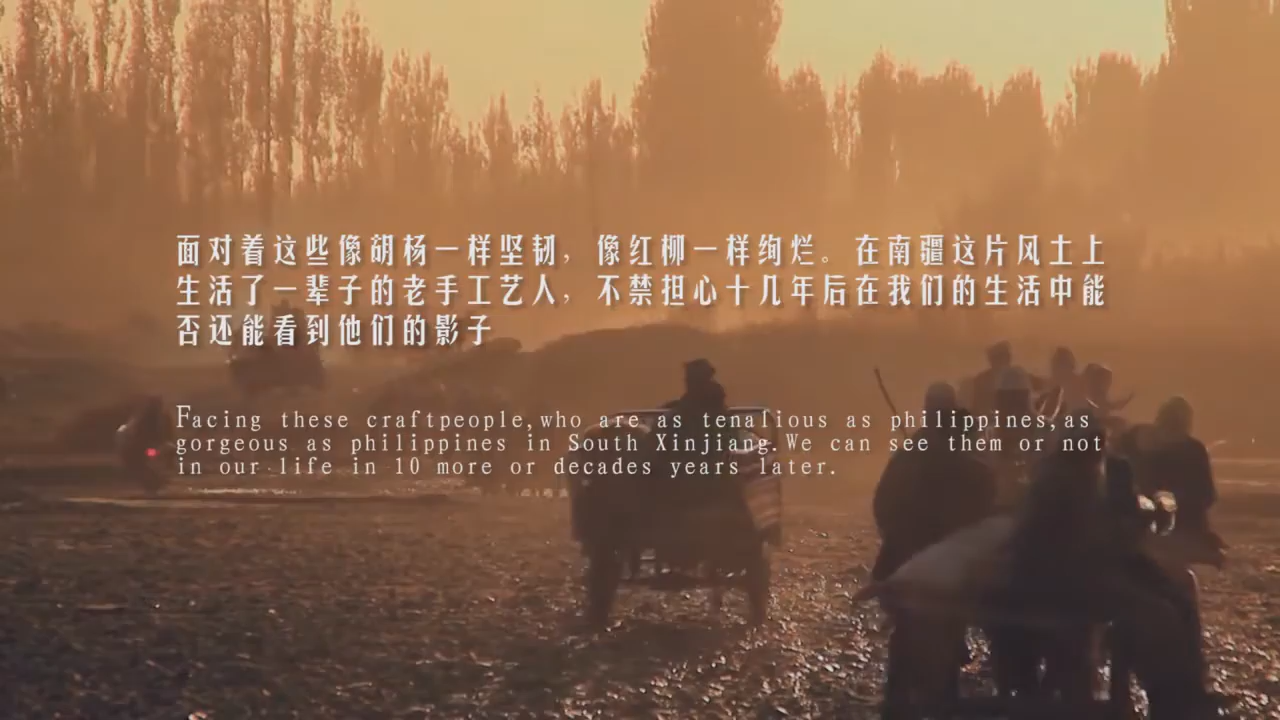 面对着这些像胡杨一样坚韧，像红柳一样绚烂。在南疆这片风土上
生活了一辈子的老手工艺人，不禁担心十几年后在我们的生活中能
否还能看到他们的影子
Facing these craftpeople,who are as tenalious as philippines,as
gorgeous as philippines in South Xinjiang.We can see them or not
in our life in 10 more or decades years later.